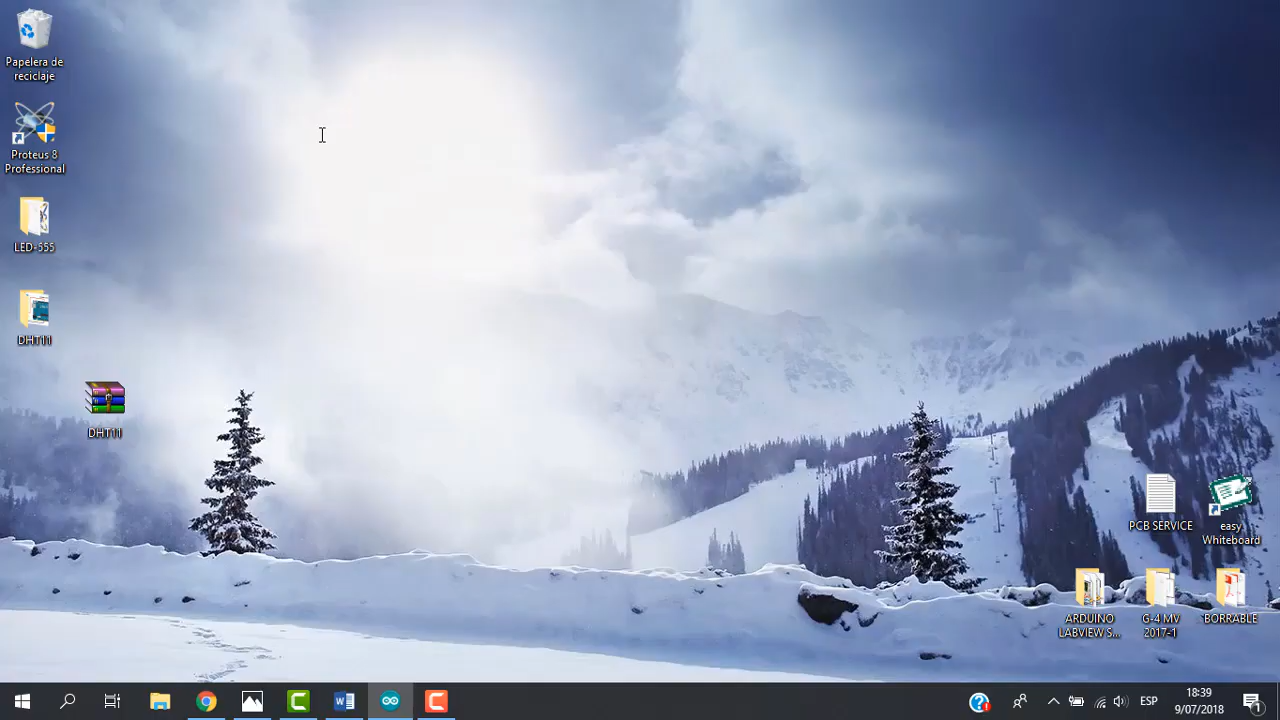 Papelera de
reciclaje
Proteus 8
Professional
LED-555
DHT11
DHT11
PCB SERVICE
easy
Whiteboard
ARDUINO
LABVIEW S...
G-4 MV
2017-1
BORRABLE
ESP
18:39
9/07/2018
1